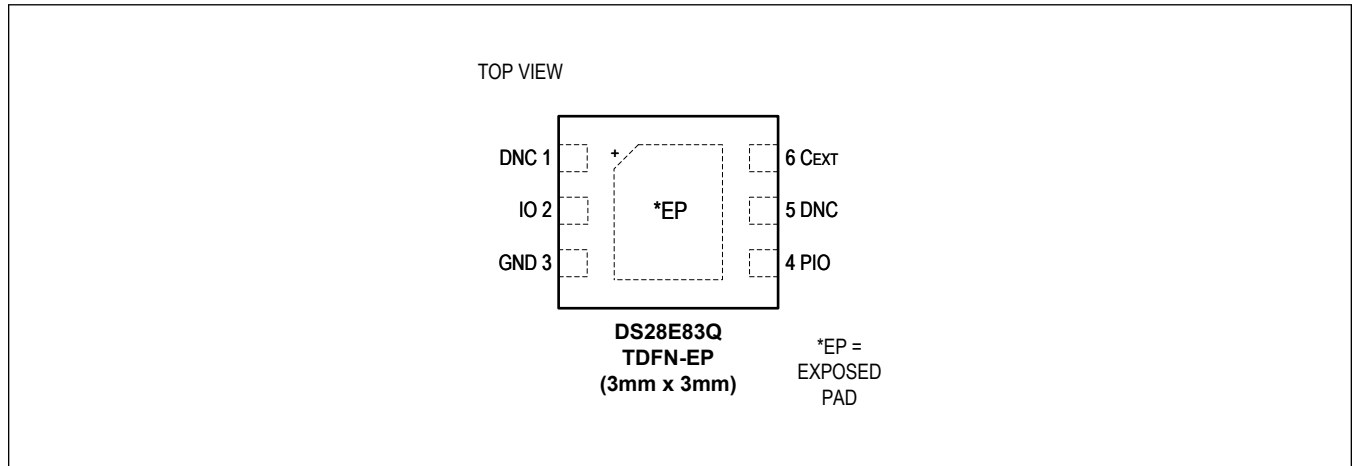 TOP VIEW
DNC 1
+
6 CEXT
IO 2
*EP
5 DNC
GND 3
4 PIO
DS28E83Q
TDFN-EP
(3mm x 3mm)
*EP =
EXPOSED
PAD